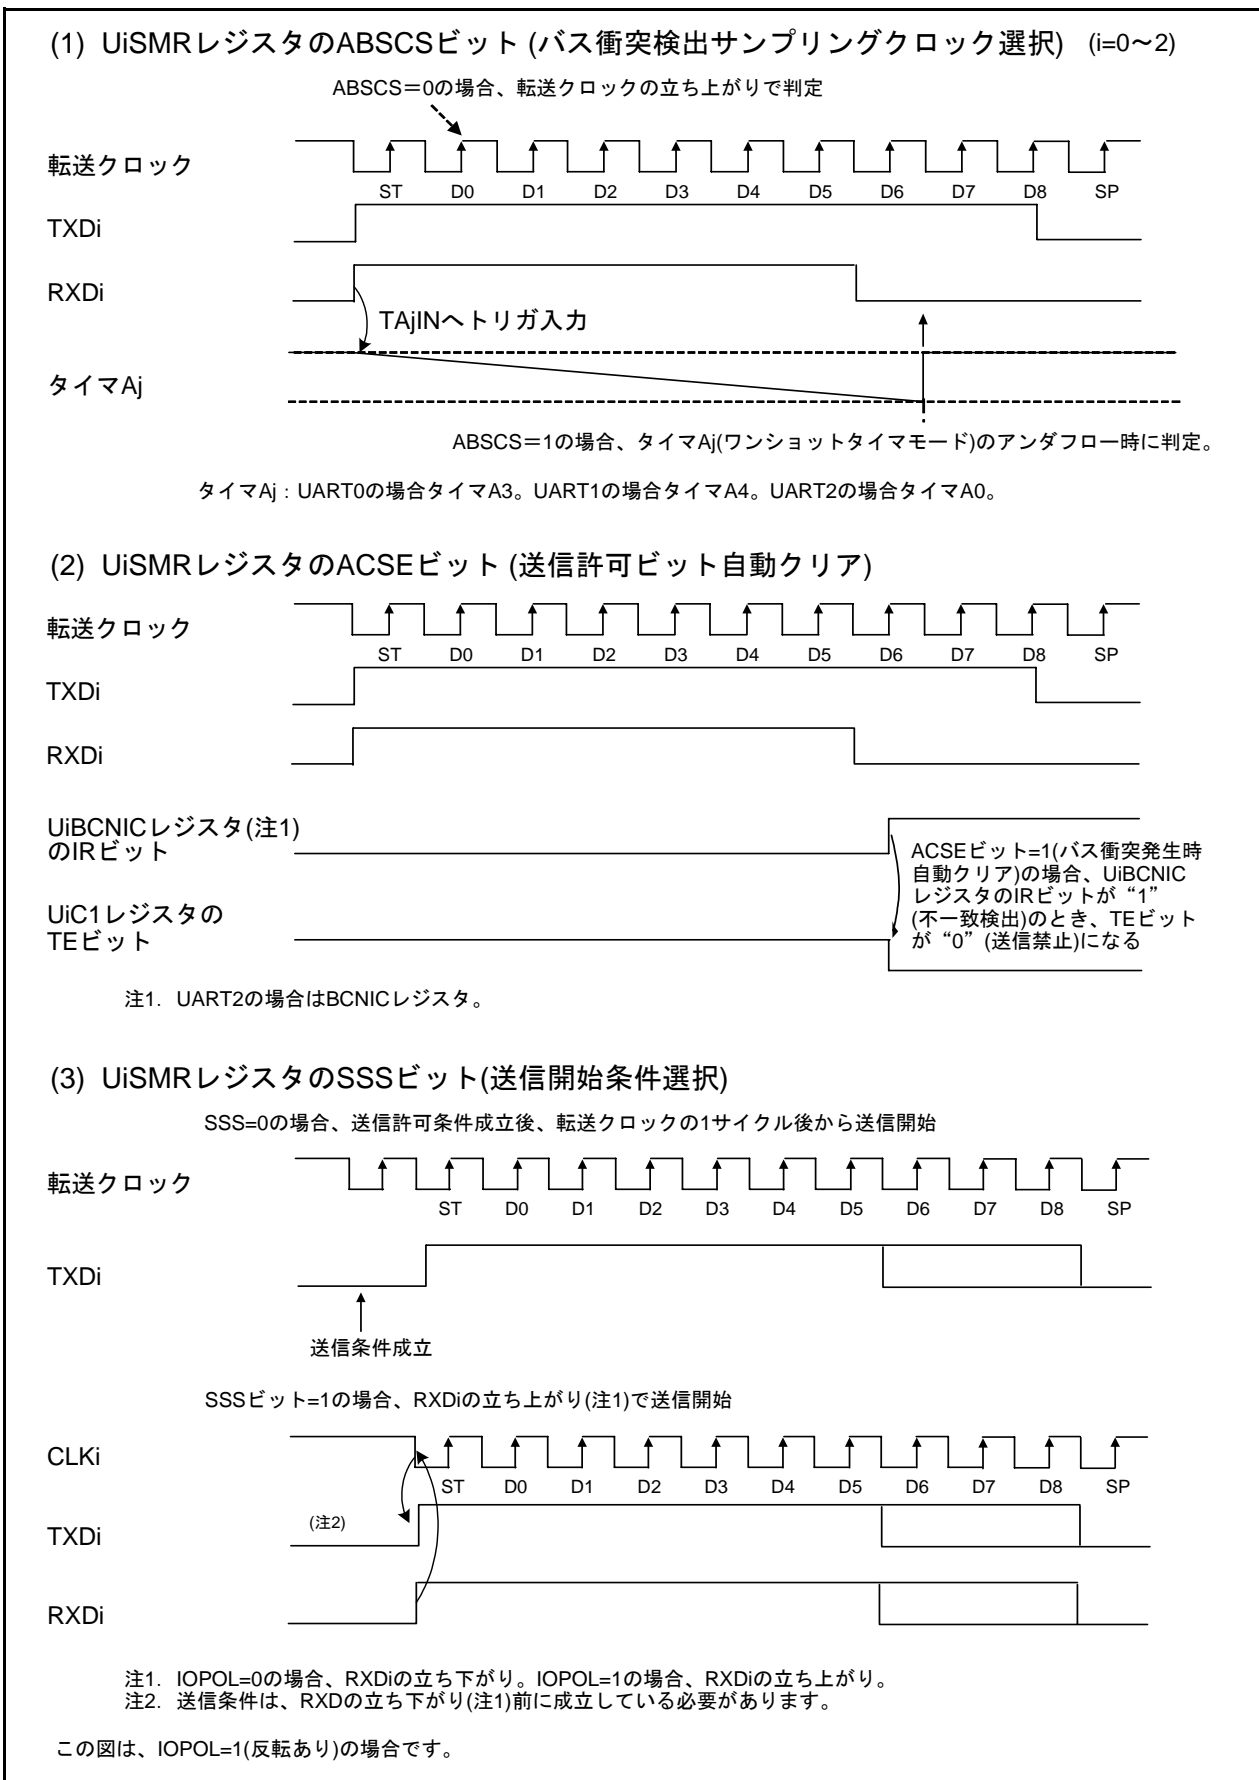 (1) UiSMRレジスタのABSCSビット (バス衝突検出サンプリングクロック選択) (i=0〜2)
ABSCS＝0の場合、転送クロックの立ち上がりで判定
転送クロック
ST D0 D1 D2 D3 D4 D5 D6 D7 D8 SP
TXDi
RXDi
TAjINへトリガ入力
タイマAj
ABSCS＝1の場合、タイマAj(ワンショットタイマモード)のアンダフロー時に判定。
タイマAj：UART0の場合タイマA3。UART1の場合タイマA4。UART2の場合タイマA0。
(2) UiSMRレジスタのACSEビット (送信許可ビット自動クリア)
転送クロック
ST D0 D1 D2 D3 D4 D5 D6 D7 D8 SP
TXDi
RXDi
UiBCNICレジスタ(注1)
のIRビット
UiC1レジスタの
TEビット
ACSEビット=1(バス衝突発生時
自動クリア)の場合、UiBCNIC
レジスタのIRビットが“1”
(不一致検出)のとき、TEビット
が“0”(送信禁止)になる
注1. UART2の場合はBCNICレジスタ。
(3) UiSMRレジスタのSSSビット(送信開始条件選択)
SSS=0の場合、送信許可条件成立後、転送クロックの1サイクル後から送信開始
転送クロック
ST D0 D1 D2 D3 D4 D5 D6 D7 D8 SP
TXDi
送信条件成立
SSSビット=1の場合、RXDiの立ち上がり(注1)で送信開始
CLKi
ST D0 D1 D2 D3 D4 D5 D6 D7 D8 SP
(注2)
TXDi
RXDi
注1. IOPOL=0の場合、RXDiの立ち下がり。IOPOL=1の場合、RXDiの立ち上がり。
注2. 送信条件は、RXDの立ち下がり(注1)前に成立している必要があります。
この図は、IOPOL=1(反転あり)の場合です。